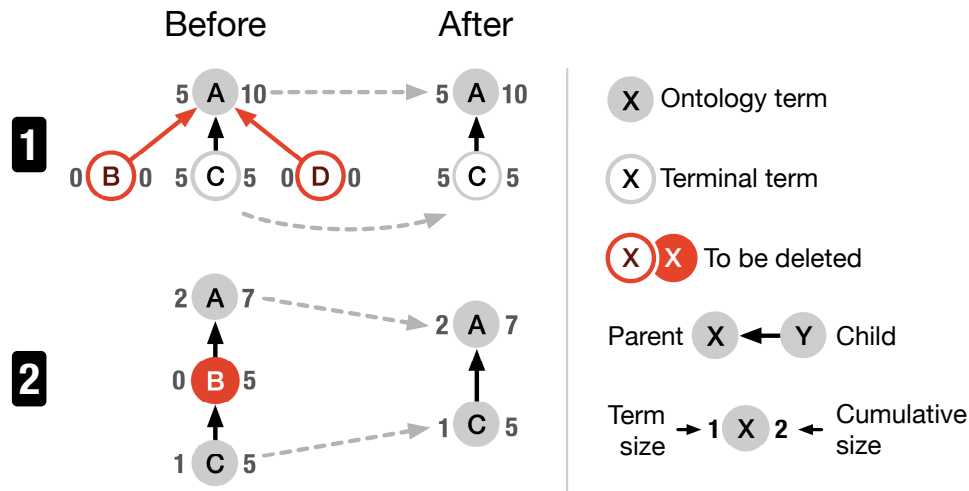 Before After
1
5 A 10 5 A 10
0 B 0 5 C 5 0 D 0 5 C 5
2
2 A 7 2 A 7
0 B 5
1 C 5 1 C 5
X Ontology term
X Terminal term
X X To be deleted
Parent X Y Child
Term
size
1 X 2
Cumulative
size